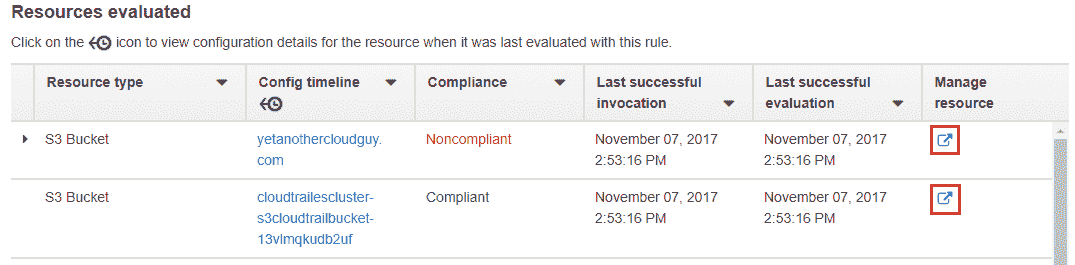 Resources evaluated
Click on the icon to view configuration details for the resource when it was last evaluated with this rule.
Resource type Config timeline Compliance Last successful invocation Last successful evaluation Manage resource
S3 Bucket yetanothercloudguy. Noncompliant November 07, 2017 November 07, 2017
com 2:53:16 PM 2:53:16 PM
S3 Bucket cloudtrailescluster- Compliant November 07, 2017 November 07, 2017
s3cloudtrailbucket- 2:53:16 PM 2:53:16 PM
13vlmqkudb2uf